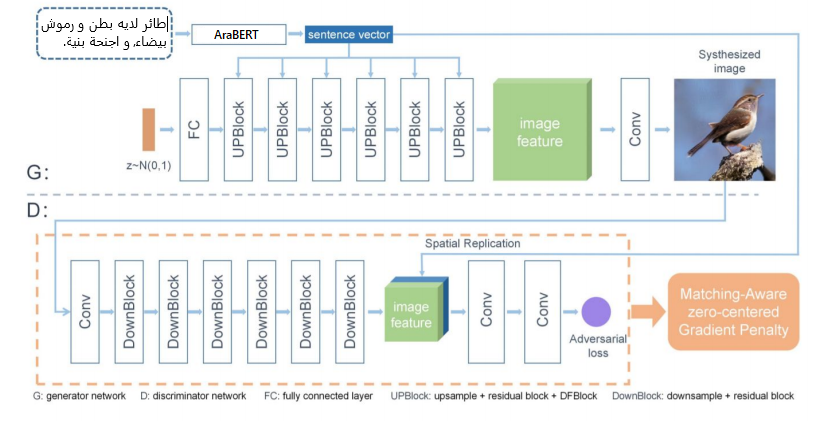 طائر لايه بطن و رموش
بيضاء، و اجنحة بنية.
AraBERT
sentence vector
Systhesized
image
z~N(0,1)
FC
UPBlock
UPBlock
UPBlock
UPBlock
UPBlock
UPBlock
image
feature
Conv
G:
D:
Spatial Replication
Conv
DownBlock
DownBlock
DownBlock
DownBlock
DownBlock
DownBlock
image
feature
Conv
Conv
Adversarial
loss
Matching-Aware
zero-centered
Gradient Penalty
G: generator network D: discriminator network FC: fully connected layer UPBlock: upsample + residual block + DFBlock DownBlock: downsample + residual block